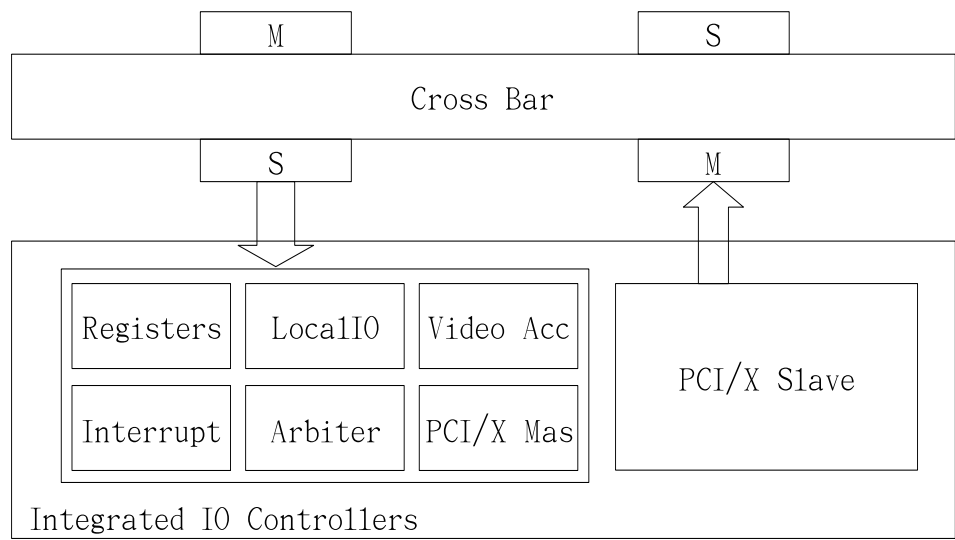 M
S
Cross Bar
S
M
Registers
LocalIO
Video Acc
PCI/X Slave
Interrupt
Arbiter
PCI/X Mas
Integrated IO Controllers